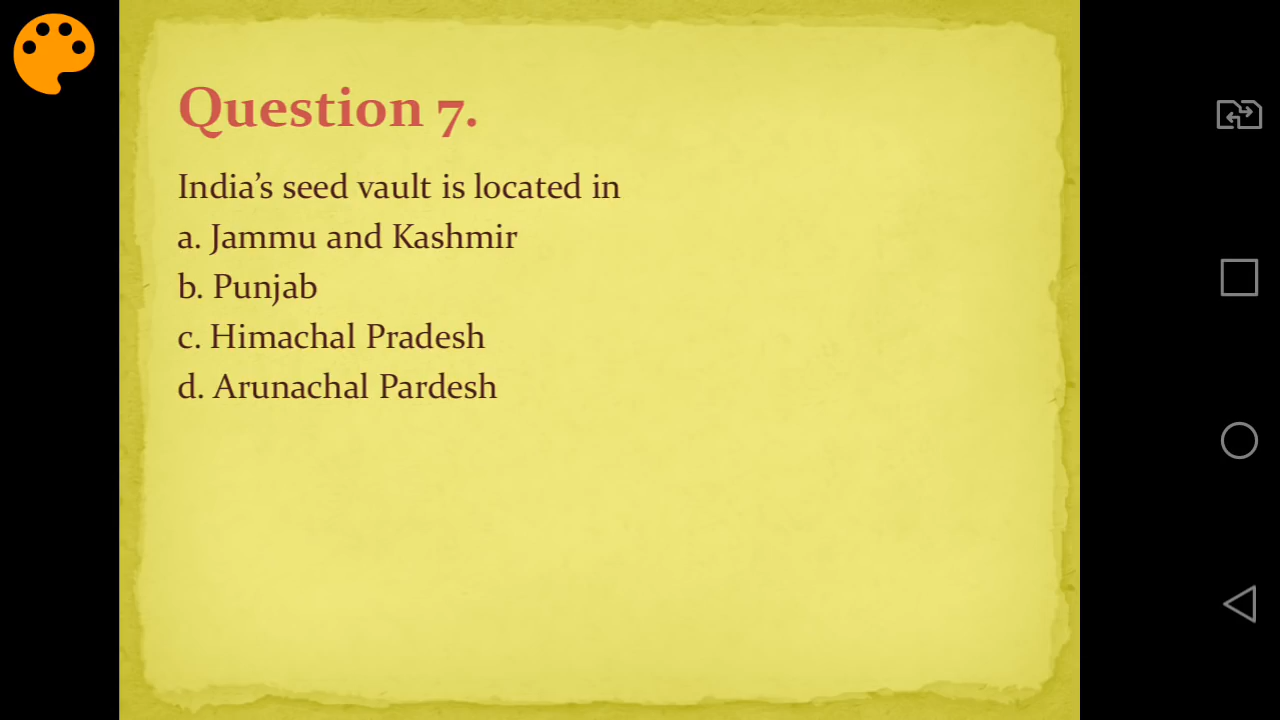 Question 7.
India’s seed vault is located in
a. Jammu and Kashmir
b. Punjab
c. Himachal Pradesh
d. Arunachal Pardesh